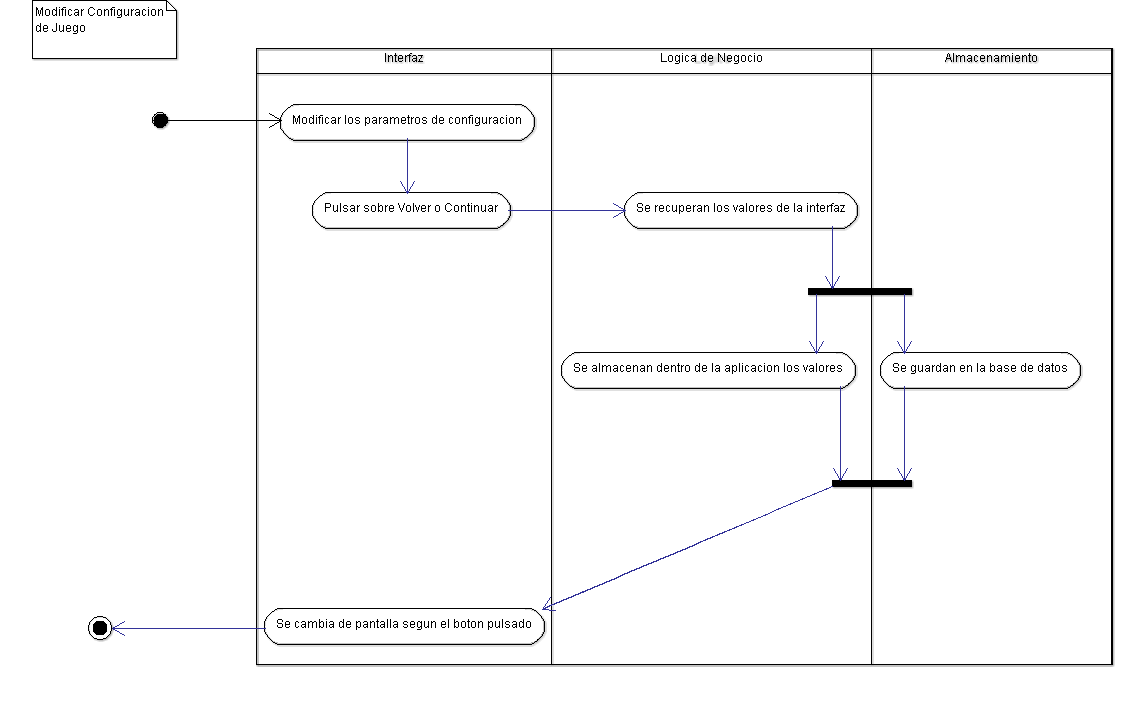 Modificar Configuracion
de Juego
Interfaz
Logica de Negocio
Almacenamiento
Modificar los parametros de configuracion
Pulsar sobre Volver o Continuar
Se recuperan los valores de la interfaz
Se almacenan dentro de la aplicacion los valores
Se guardan en la base de datos
Se cambia de pantalla segun el boton pulsado